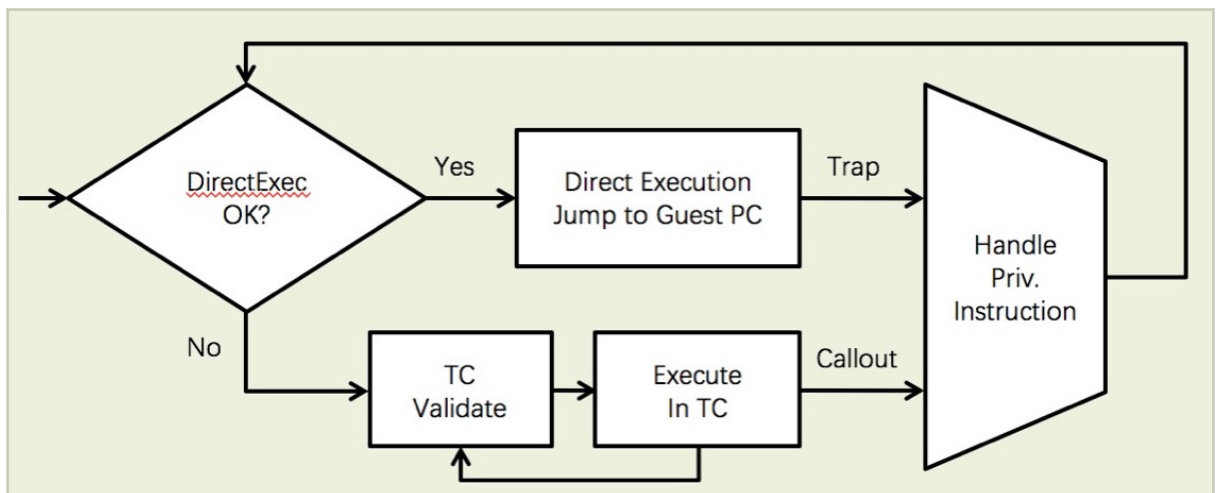 DirectExec
OK?
Yes
Direct Execution
Jump to Guest PC
Trap
Handle
Priv.
Instruction
No
TC
Validate
Execute
In TC
Callout